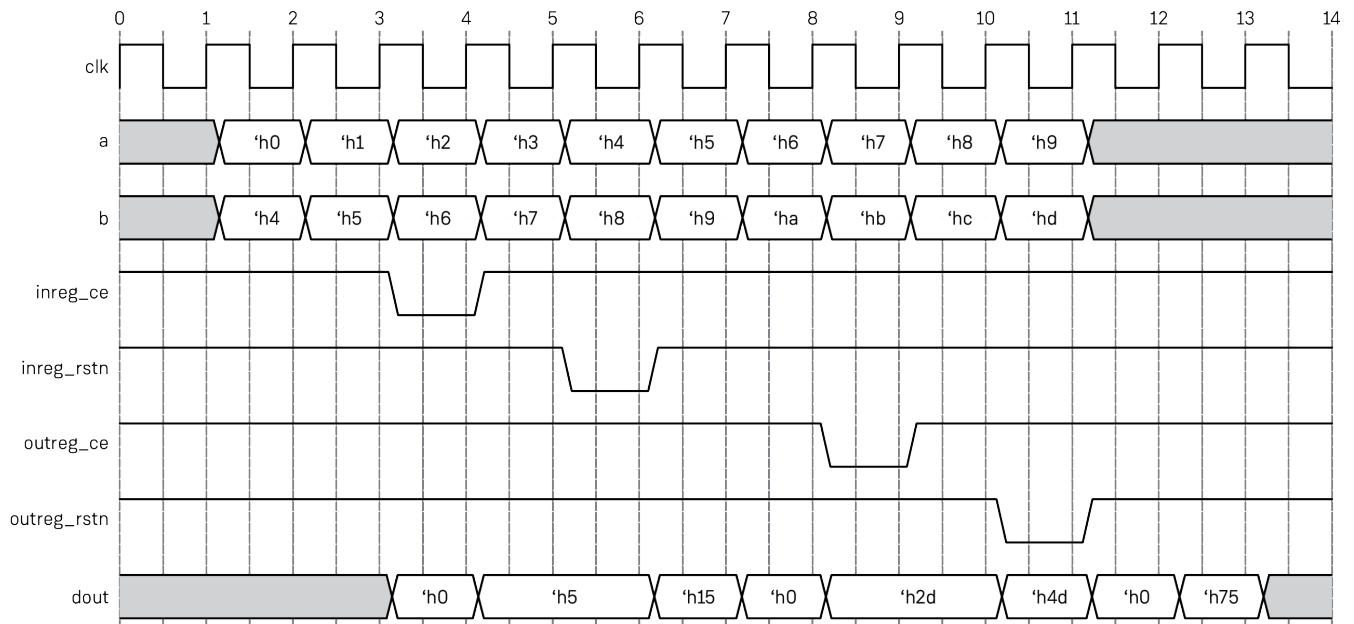 0 1 2 3 4 5 6 7 8 9 10 11 12 13 14
clk
a ‘h0 ‘h1 ‘h2 ‘h3 ‘h4 ‘h5 ‘h6 ‘h7 ‘h8 ‘h9
b ‘h4 ‘h5 ‘h6 ‘h7 ‘h8 ‘h9 ‘ha ‘hb ‘hc ‘hd
inreg_ce
inreg_rstn
outreg_ce
outreg_rstn
dout ‘h0 ‘h5 ‘h15 ‘h0 ‘h2d ‘h4d ‘h0 ‘h75